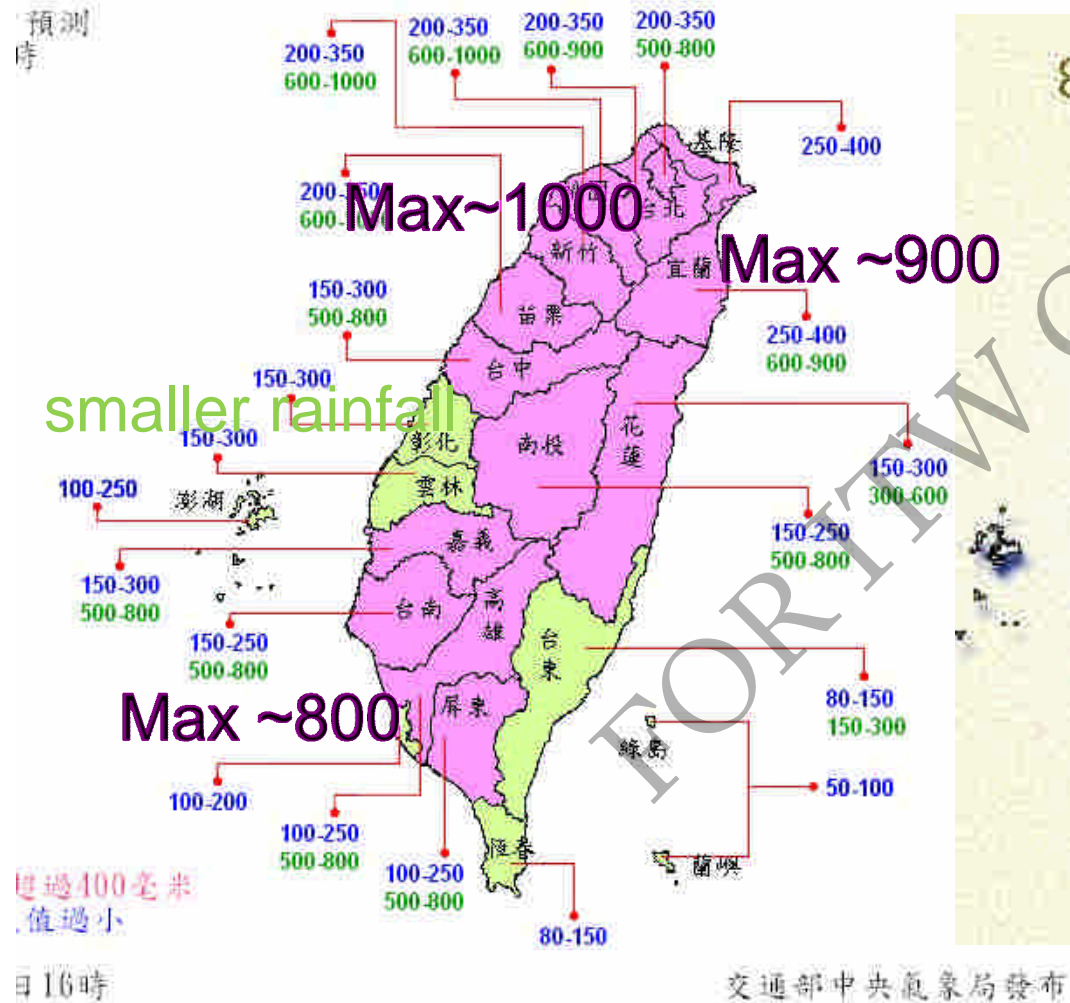 預測
時
200-350
600-1000
200-350
600-1000
200-350
600-900
200-350
500-800
基隆
250-400
Max~1000
台北
新竹
宜蘭
Max ~900
150-300
500-800
苗栗
250-400
600-900
台中
150-300
smaller rainfall
彰化
南投
花蓮
150-300
150-300
300-600
100-250
澎湖
雲林
150-250
500-800
嘉義
150-300
500-800
台南
高雄
台東
150-250
500-800
80-150
150-300
Max ~800
屏東
綠島
50-100
100-200
100-250
500-800
100-250
500-800
恆春
蘭嶼
80-150
超過400毫米
值過小
日16時
交通部中央氣象局發布
FOR ITW